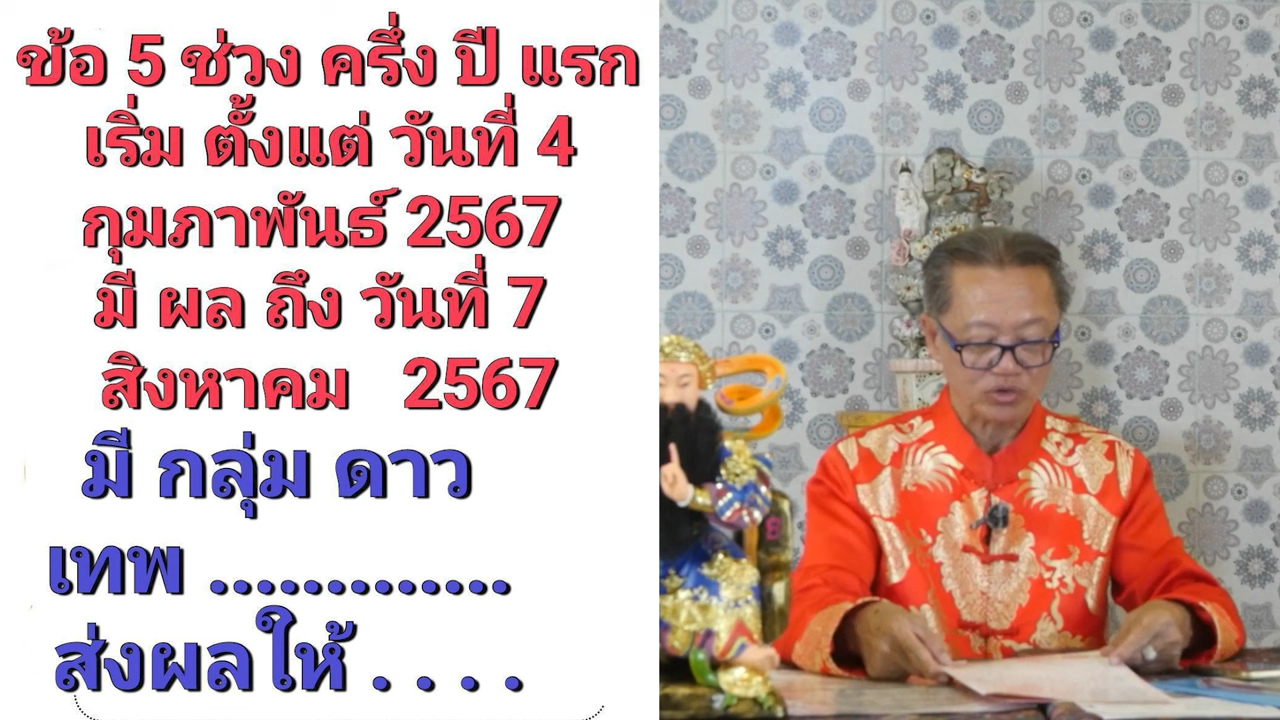 ข้อ 5 ช่วง ครึ่ง ปี แรก
เริ่ม ตั้งแต่ วันที่ 4
กุมภาพันธ์ 2567
มี ผล ถึง วันที่ 7
สิงหาคม 2567
มี กลุ่ม ดาว
เทพ .............
ส่งผลให้ . . . .